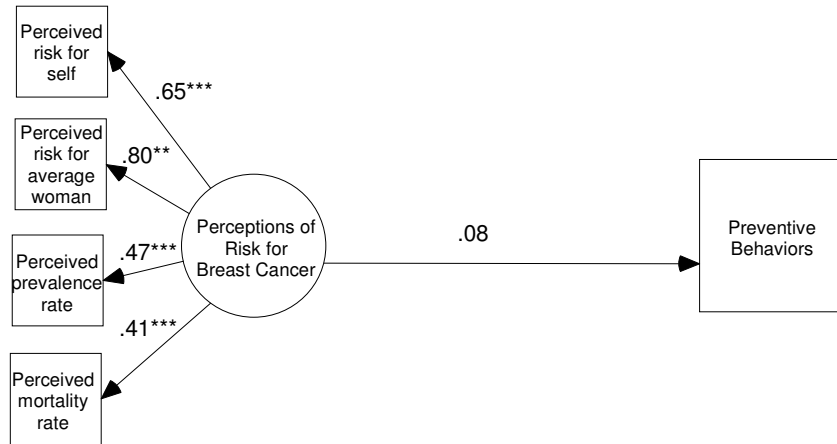 Perceived
risk for
self
.65***
Perceived
risk for
average
woman
.80**
Perceptions of
Risk for
Breast Cancer
.08
Preventive
Behaviors
Perceived
prevalence
rate
.47***
Perceived
mortality
rate
.41***